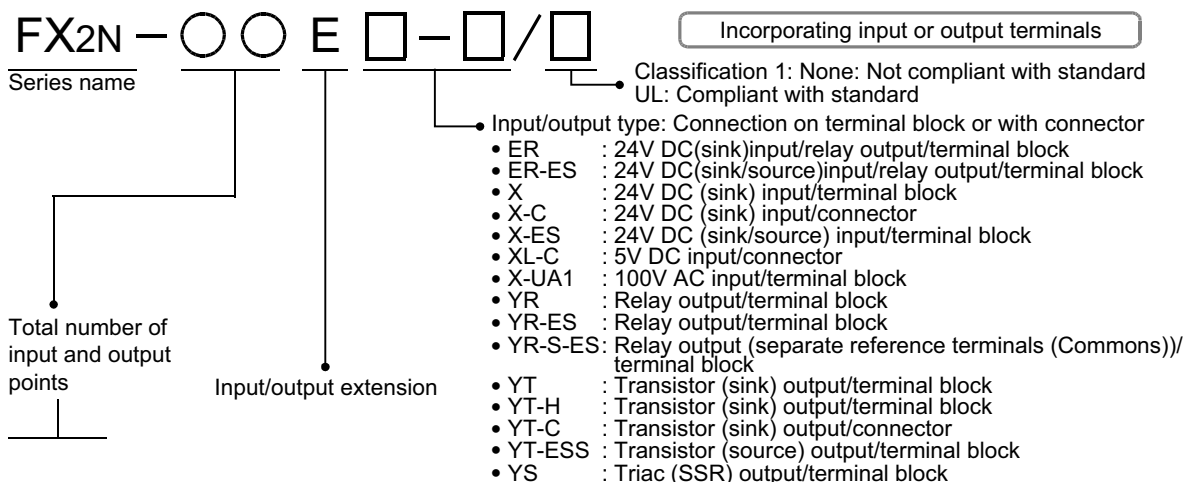 FX2N – ○ ○ E □ – □ / □
Incorporating input or output terminals
Series name
Classification 1: None: Not compliant with standard
UL: Compliant with standard
Input/output type: Connection on terminal block or with connector
• ER : 24V DC(sink)input/relay output/terminal block
• ER-ES : 24V DC(sink/source)input/relay output/terminal block
• X : 24V DC (sink) input/terminal block
• X-C : 24V DC (sink) input/connector
• X-ES : 24V DC (sink/source) input/terminal block
• XL-C : 5V DC input/connector
• X-UA1 : 100V AC input/terminal block
• YR : Relay output/terminal block
• YR-ES : Relay output/terminal block
• YR-S-ES: Relay output (separate reference terminals (Commons))/
terminal block
• YT : Transistor (sink) output/terminal block
• YT-H : Transistor (sink) output/terminal block
• YT-C : Transistor (sink) output/connector
• YT-ESS : Transistor (source) output/terminal block
• YS : Triac (SSR) output/terminal block
Total number of
input and output
points
Input/output extension